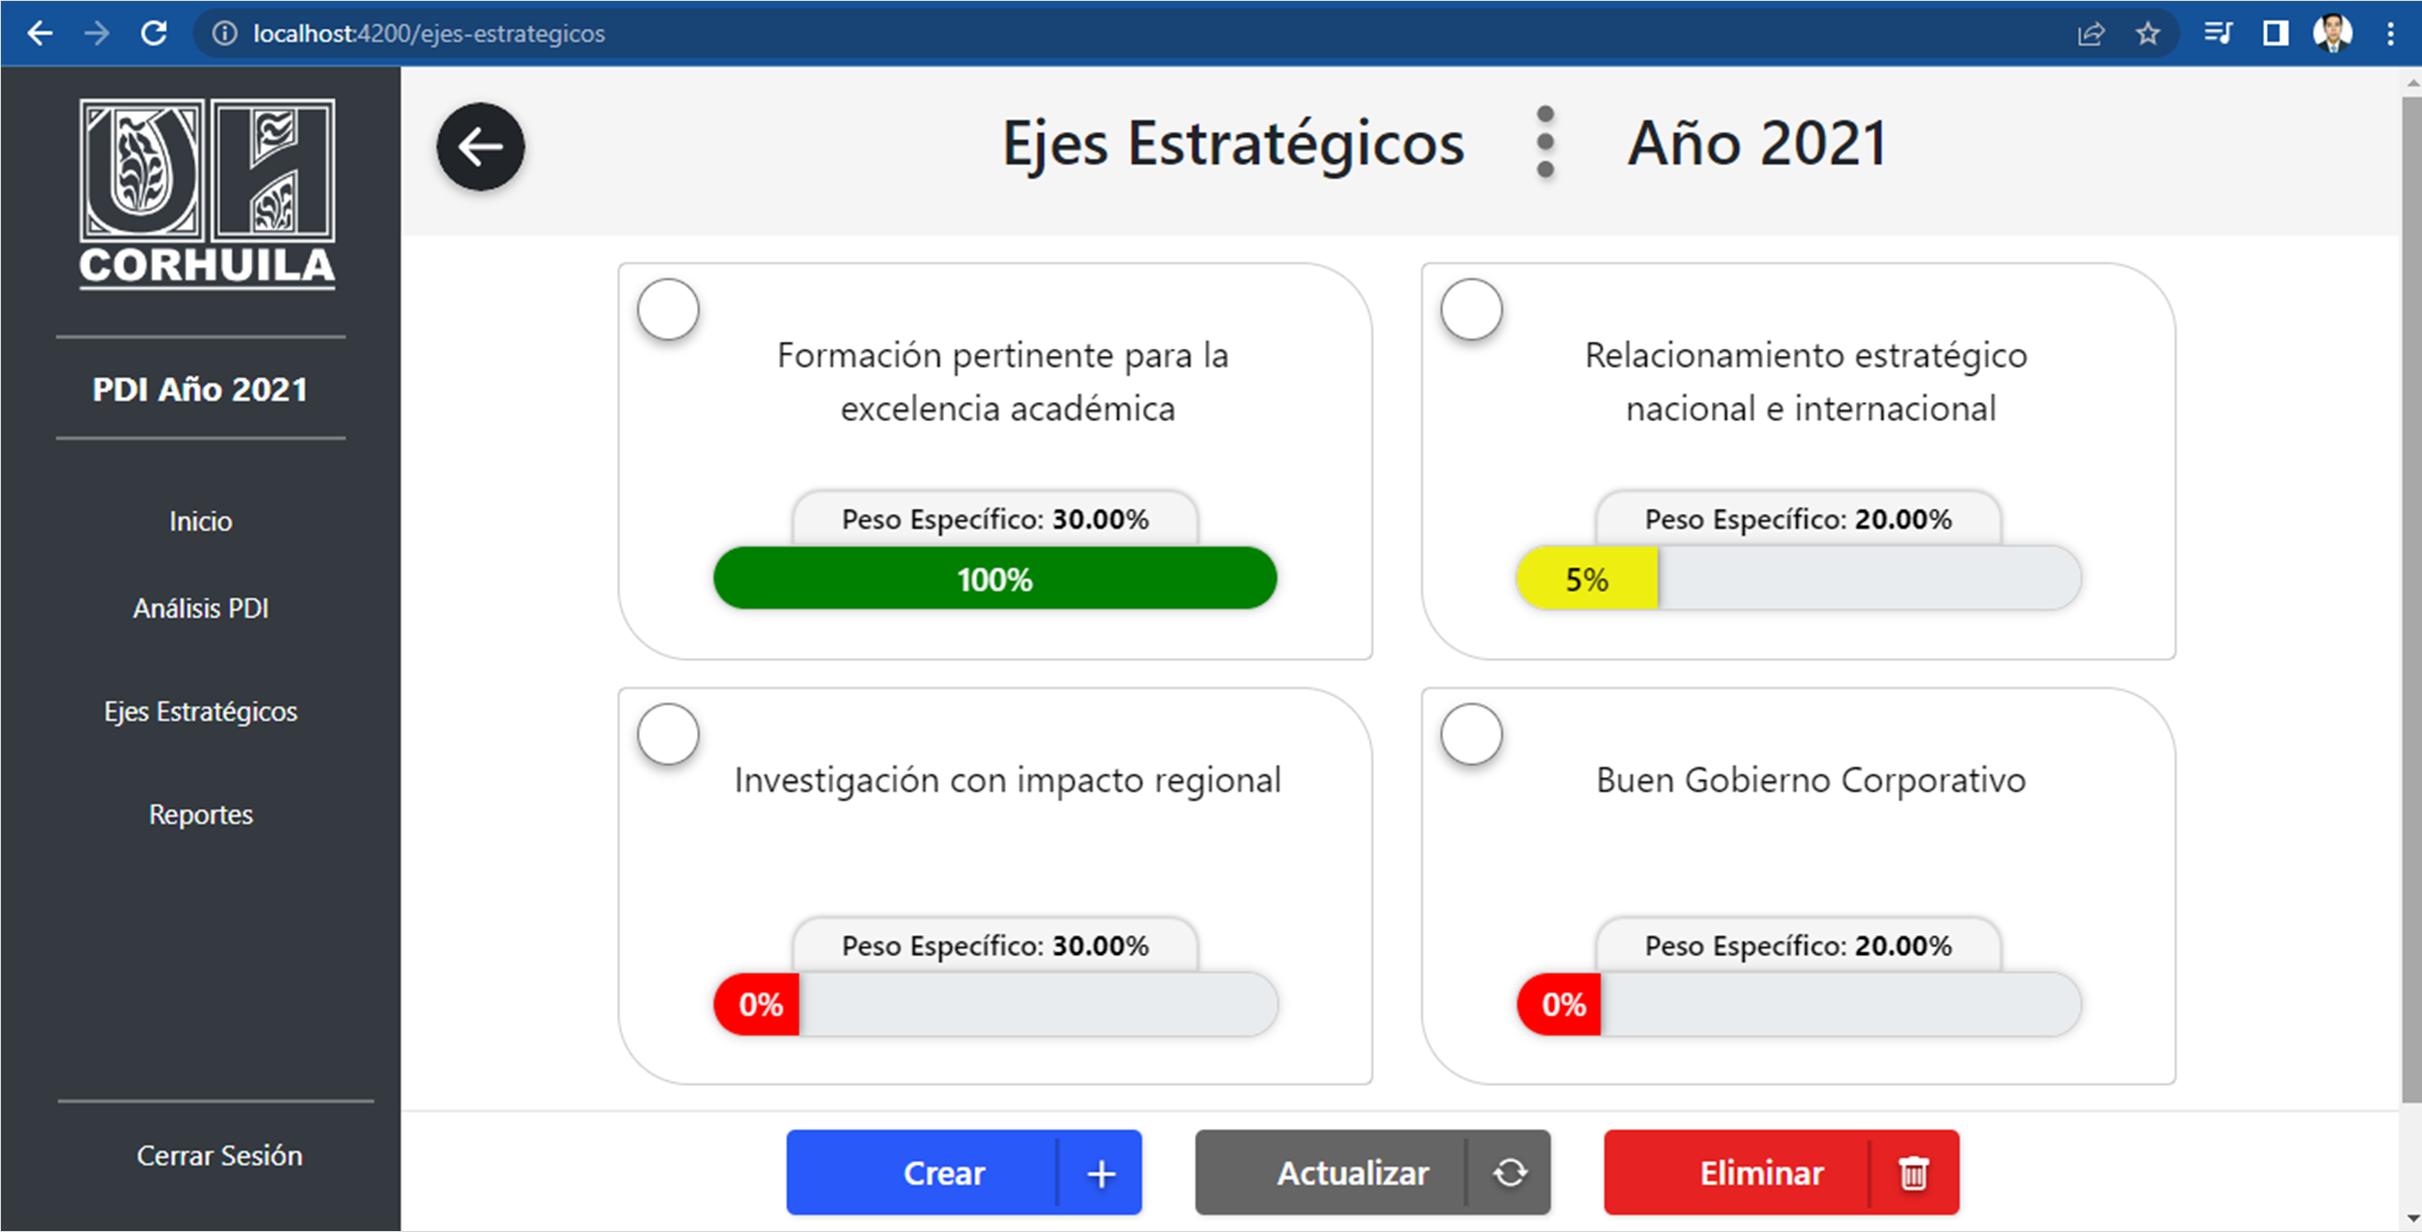 localhost:4200/ejes-estrategicos
UH
CORHUILA
PDI Año 2021
Inicio
Análisis PDI
Ejes Estratégicos
Reportes
Cerrar Sesión
Ejes Estratégicos
Año 2021
Formación pertinente para la
excelencia académica
Peso Específico: 30.00%
100%
Relacionamiento estratégico
nacional e internacional
Peso Específico: 20.00%
5%
Investigación con impacto regional
Peso Específico: 30.00%
0%
Buen Gobierno Corporativo
Peso Específico: 20.00%
0%
Crear
Actualizar
Eliminar